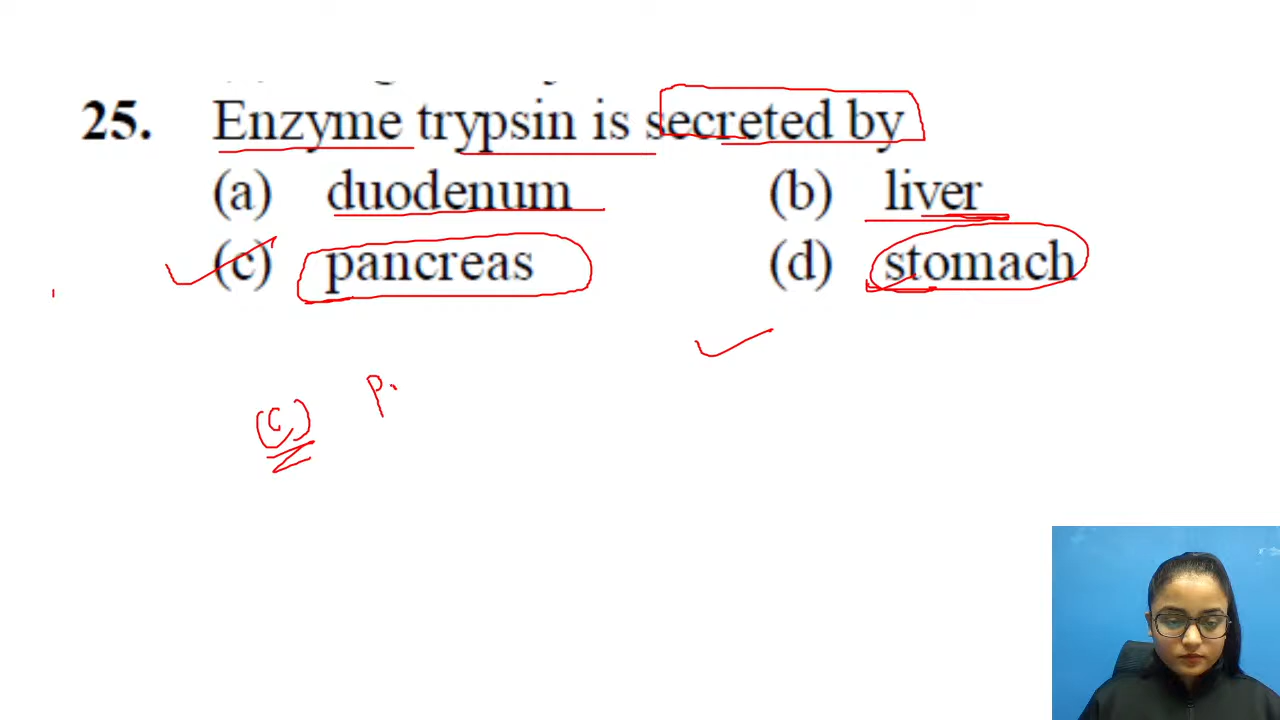 25. Enzyme trypsin is secreted by
(a) duodenum (b) liver
(c) pancreas (d) stomach
(c) P